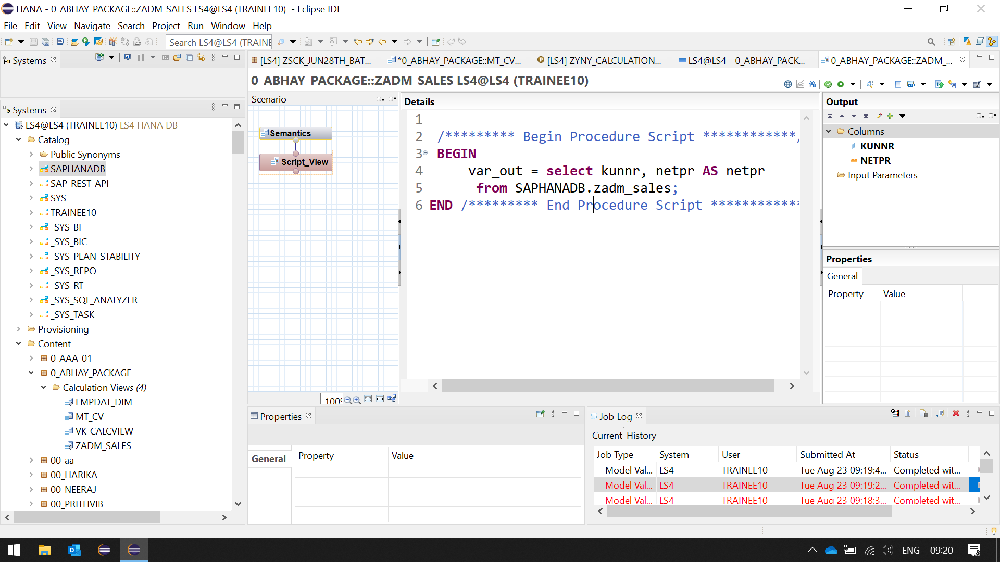 HANA - 0_ABHAY_PACKAGE::ZADM_SALES LS4@LS4 (TRAINEE10) - Eclipse IDE
File Edit View Navigate Search Project Run Window Help
Search LS4@LS4 (TRAINE
Systems
Systems
LS4@LS4 (TRAINEE10) LS4 HANA DB
Catalog
Public Synonyms
SAPHANADB
SAP_REST_API
SYS
TRAINEE10
_SYS_BI
_SYS_BIC
_SYS_PLAN_STABILITY
_SYS_REPO
_SYS_RT
_SYS_SQL_ANALYZER
_SYS_TASK
Provisioning
Content
0_AAA_01
0_ABHAY_PACKAGE
Calculation Views (4)
EMPDAT_DIM
MT_CV
VK_CALCVIEW
ZADM_SALES
00_aa
00_HARIKA
00_NEERAJ
00_PRITHVIB
[LS4] ZSCK_JUN28TH_BAT... *0_ABHAY_PACKAGE::MT_CV... [LS4] ZYNY_CALCULATION... LS4@LS4 - 0_ABHAY_PACK... 0_ABHAY_PACKAGE::ZADM_...
0_ABHAY_PACKAGE::ZADM_SALES LS4@LS4 (TRAINEE10)
Scenario
Semantics
Script_View
100%
Details
1
2 /********* Begin Procedure Script ************/
3 BEGIN
4 var_out = select kunnr, netpr AS netpr
5 from SAPHANADB.zadm_sales;
6 END /********* End Procedure Script *************
Output
Columns
KUNNR
NETPR
Input Parameters
Properties
General
Property Value
Properties
General
Property Value
Job Log
Current History
Job Type System User Submitted At Status
Model Val... LS4 TRAINEE10 Tue Aug 23 09:19:4... Completed wit...
Model Val... LS4 TRAINEE10 Tue Aug 23 09:19:2... Completed wit...
Model Val... LS4 TRAINEE10 Tue Aug 23 09:18:3... Completed wit...
ENG 09:20